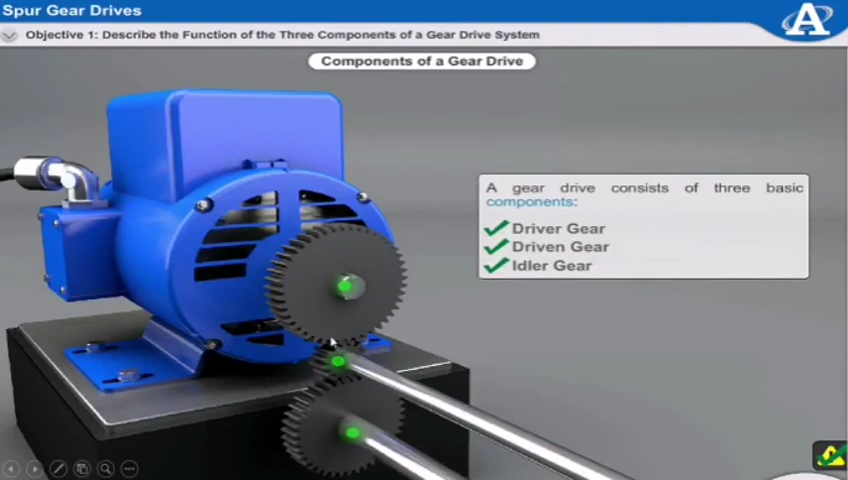 Spur Gear Drives
Objective 1: Describe the Function of the Three Components of a Gear Drive System
Components of a Gear Drive
A gear drive consists of three basic
components:
Driver Gear
Driven Gear
Idler Gear